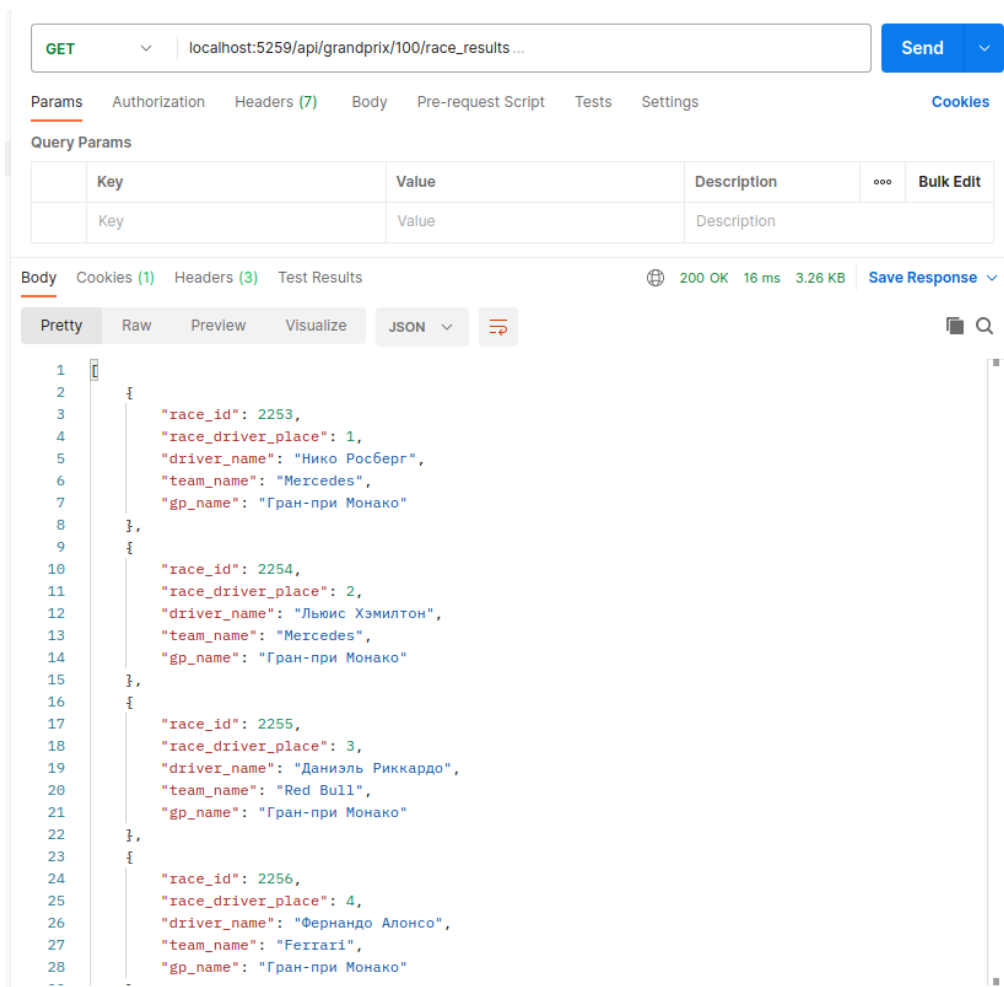 GET localhost:5259/api/grandprix/100/race_results ... Send
Params Authorization Headers (7) Body Pre-request Script Tests Settings Cookies
Query Params
Key Value Description ooo Bulk Edit
Key Value Description
Body Cookies (1) Headers (3) Test Results 200 OK 16 ms 3.26 KB Save Response
Pretty Raw Preview Visualize JSON
1 [
2 {
3 "race_id": 2253,
4 "race_driver_place": 1,
5 "driver_name": "Нико Росберг",
6 "team_name": "Mercedes",
7 "gp_name": "Гран-при Монако"
8 },
9 {
10 "race_id": 2254,
11 "race_driver_place": 2,
12 "driver_name": "Льюис Хэмилтон",
13 "team_name": "Mercedes",
14 "gp_name": "Гран-при Монако"
15 },
16 {
17 "race_id": 2255,
18 "race_driver_place": 3,
19 "driver_name": "Даниэль Риккардо",
20 "team_name": "Red Bull",
21 "gp_name": "Гран-при Монако"
22 },
23 {
24 "race_id": 2256,
25 "race_driver_place": 4,
26 "driver_name": "Фернандо Алонсо",
27 "team_name": "Ferrari",
28 "gp_name": "Гран-при Монако"